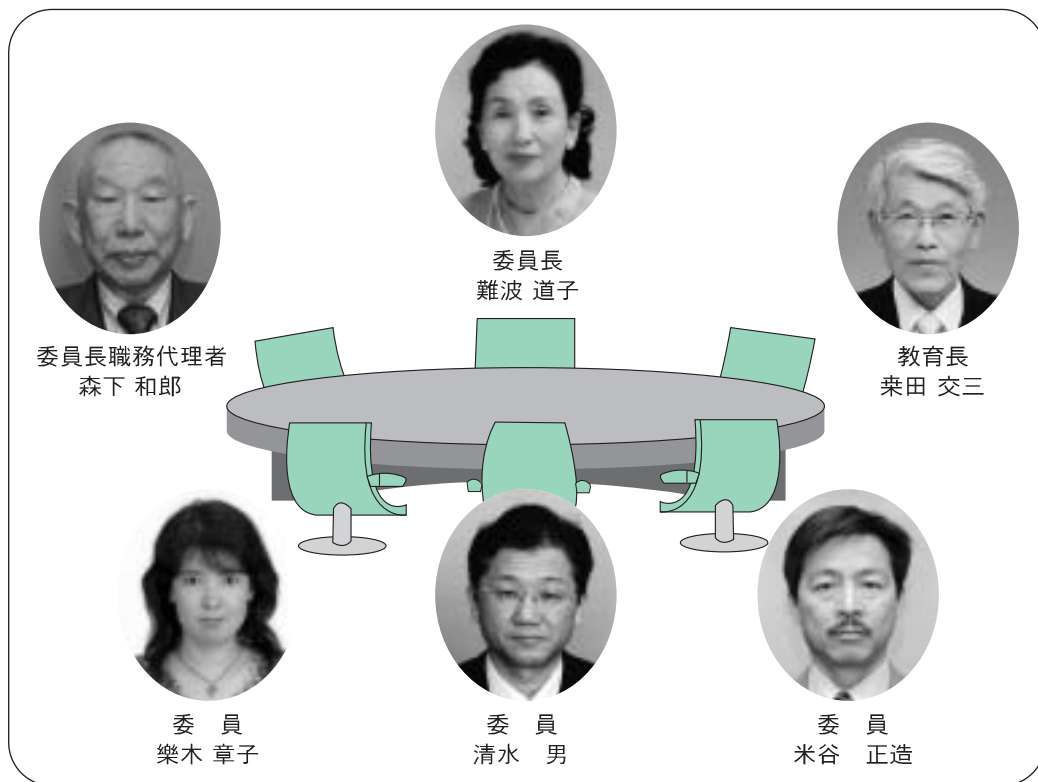 委員長
難波 道子
委員長職務代理者
森下 和郎
教育長
桒田 交三
委　員
樂木 章子
委　員
清水　男
委　員
米谷　正造